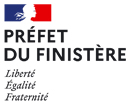 PRÉFET
DU FINISTÈRE
Liberté
Égalité
Fraternité